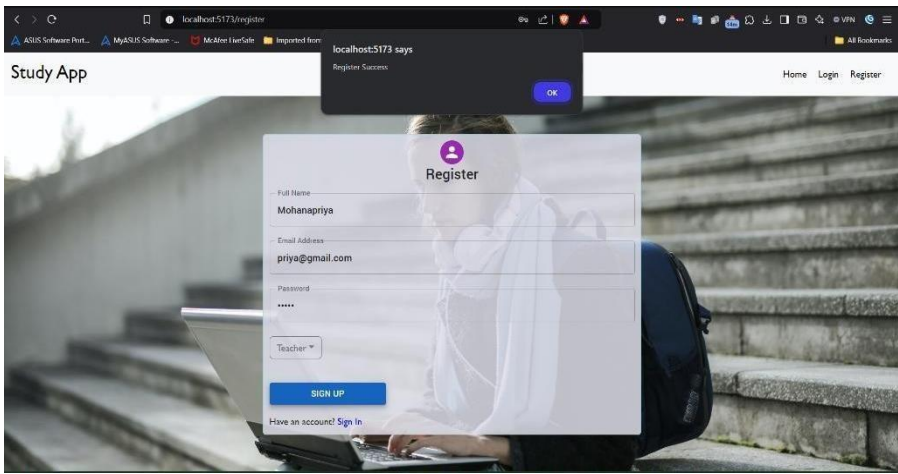 localhost:5173/register
VPN
ASUS Software Port...
MyASUS Software -...
McAfee LiveSafe
Imported from
All Bookmarks
localhost:5173 says
Register Success
OK
Study App
Home Login Register
Register
Full Name
Mohanapriya
Email Address
priya@gmail.com
Password
•••••
Teacher
SIGN UP
Have an account? Sign In